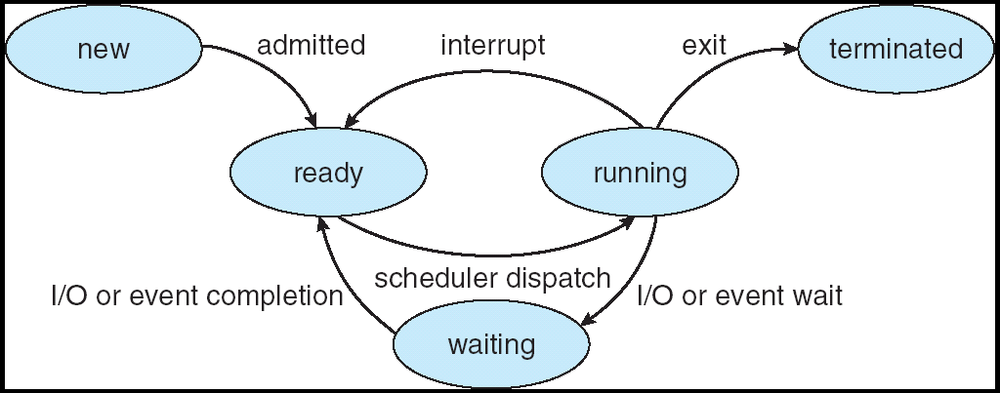 new
admitted
interrupt
exit
terminated
ready
running
scheduler dispatch
I/O or event completion
I/O or event wait
waiting